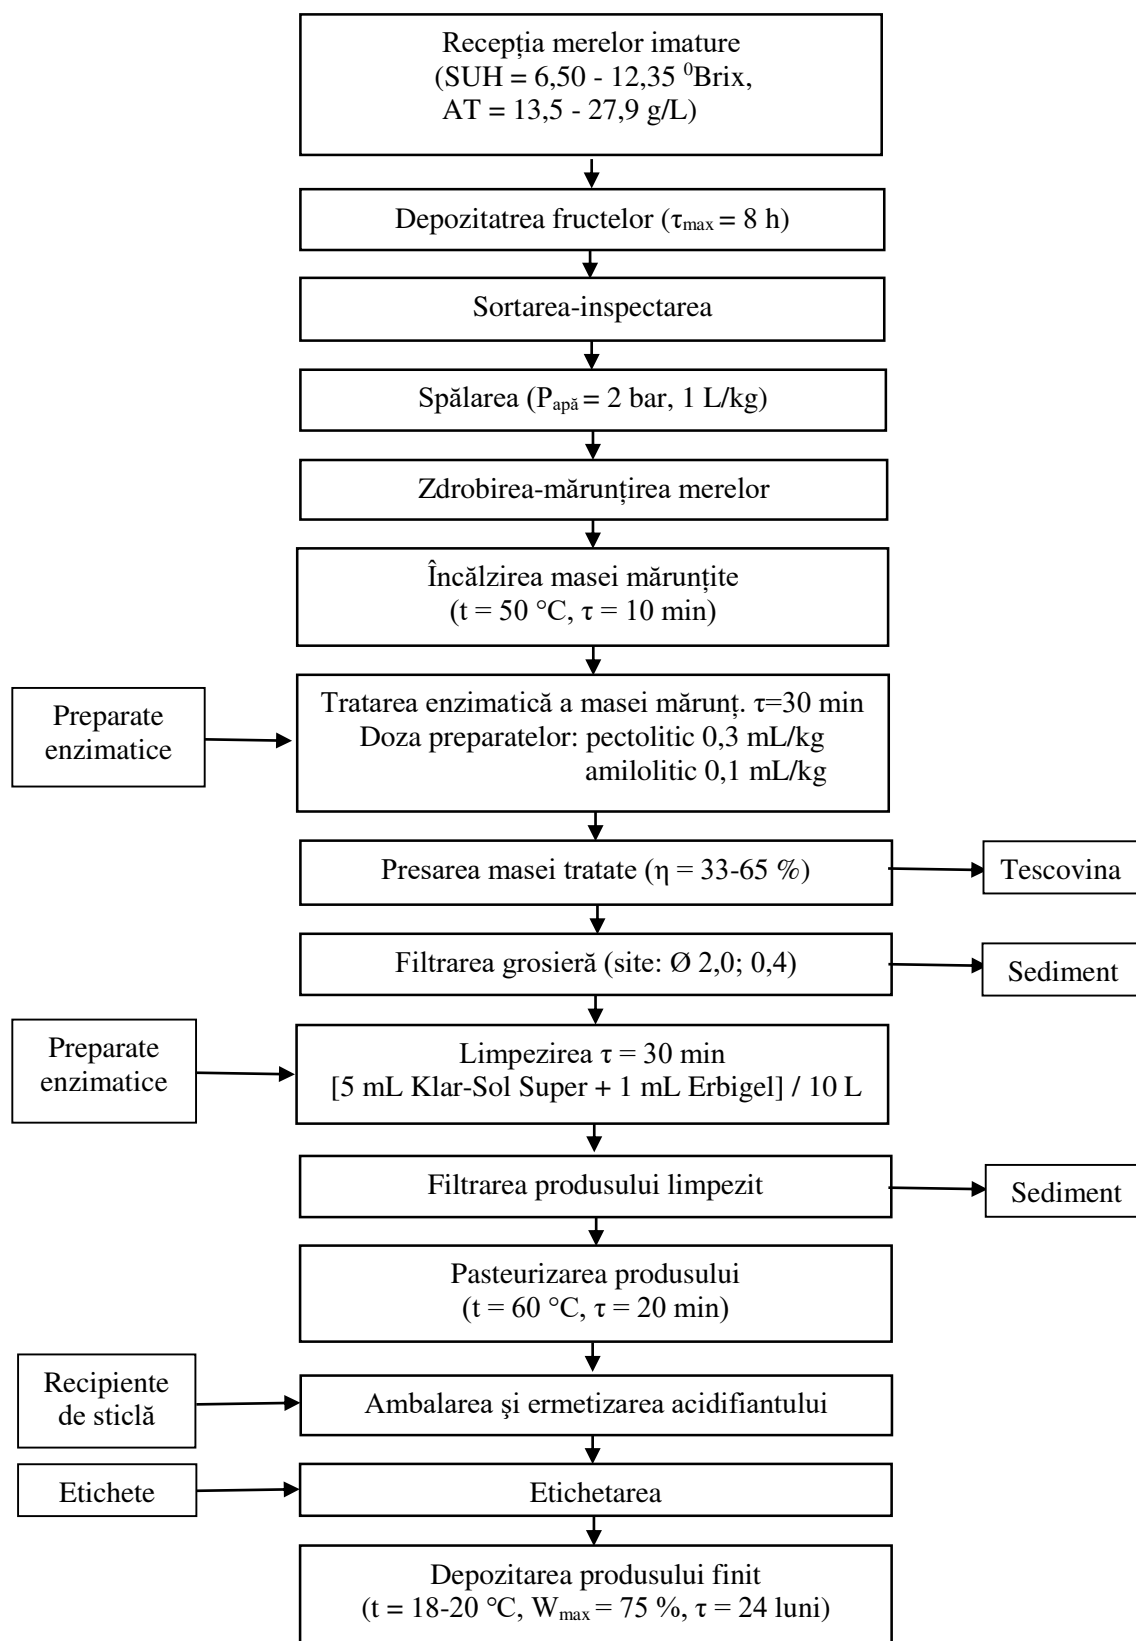 Recepția merelor imature
(SUH = 6,50 - 12,35 ⁰Brix,
AT = 13,5 - 27,9 g/L)
Depozitatrea fructelor (τmax = 8 h)
Sortarea-inspectarea
Spălarea (Papă = 2 bar, 1 L/kg)
Zdrobirea-mărunțirea merelor
Încălzirea masei mărunțite
(t = 50 °C, τ = 10 min)
Preparate
enzimatice
Tratarea enzimatică a masei mărunț. τ=30 min
Doza preparatelor: pectolitic 0,3 mL/kg
amilolitic 0,1 mL/kg
Presarea masei tratate (η = 33-65 %)
Tescovina
Filtrarea grosieră (site: Ø 2,0; 0,4)
Sediment
Preparate
enzimatice
Limpezirea τ = 30 min
[5 mL Klar-Sol Super + 1 mL Erbigel] / 10 L
Filtrarea produsului limpezit
Sediment
Pasteurizarea produsului
(t = 60 °C, τ = 20 min)
Recipiente
de sticlă
Ambalarea şi ermetizarea acidifiantului
Etichete
Etichetarea
Depozitarea produsului finit
(t = 18-20 °C, Wmax = 75 %, τ = 24 luni)